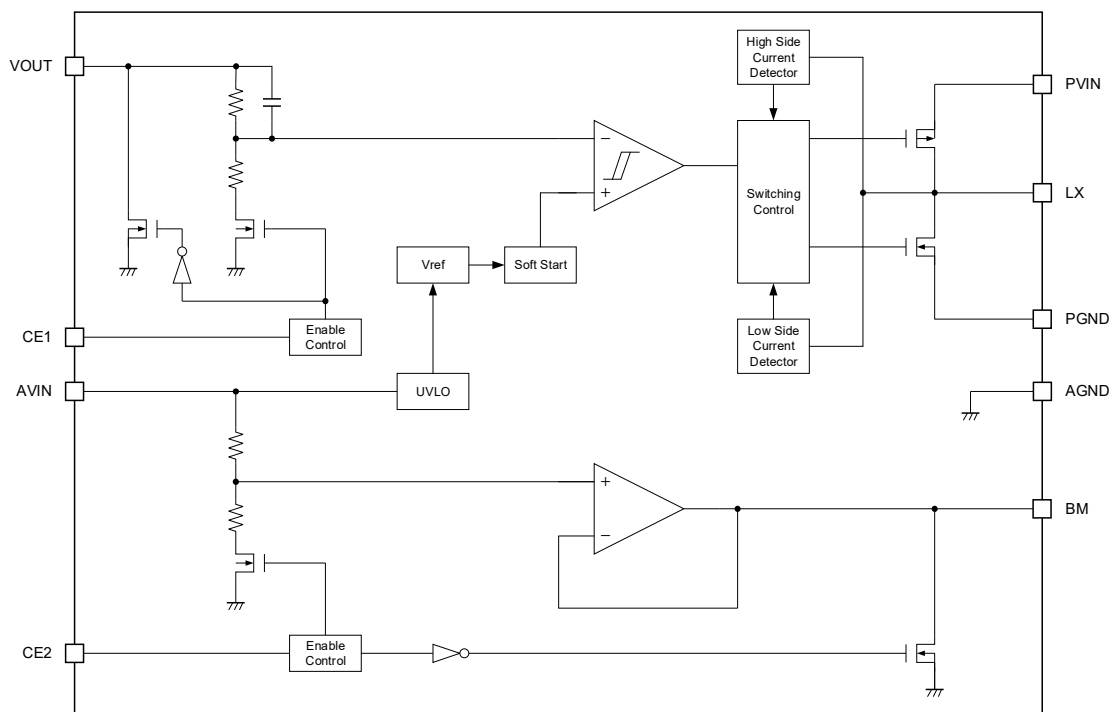 High Side
Current
Detector
VOUT
PVIN
−
+
Switching
Control
LX
Vref
Soft Start
CE1
Enable
Control
Low Side
Current
Detector
PGND
AVIN
UVLO
AGND
+
−
BM
CE2
Enable
Control